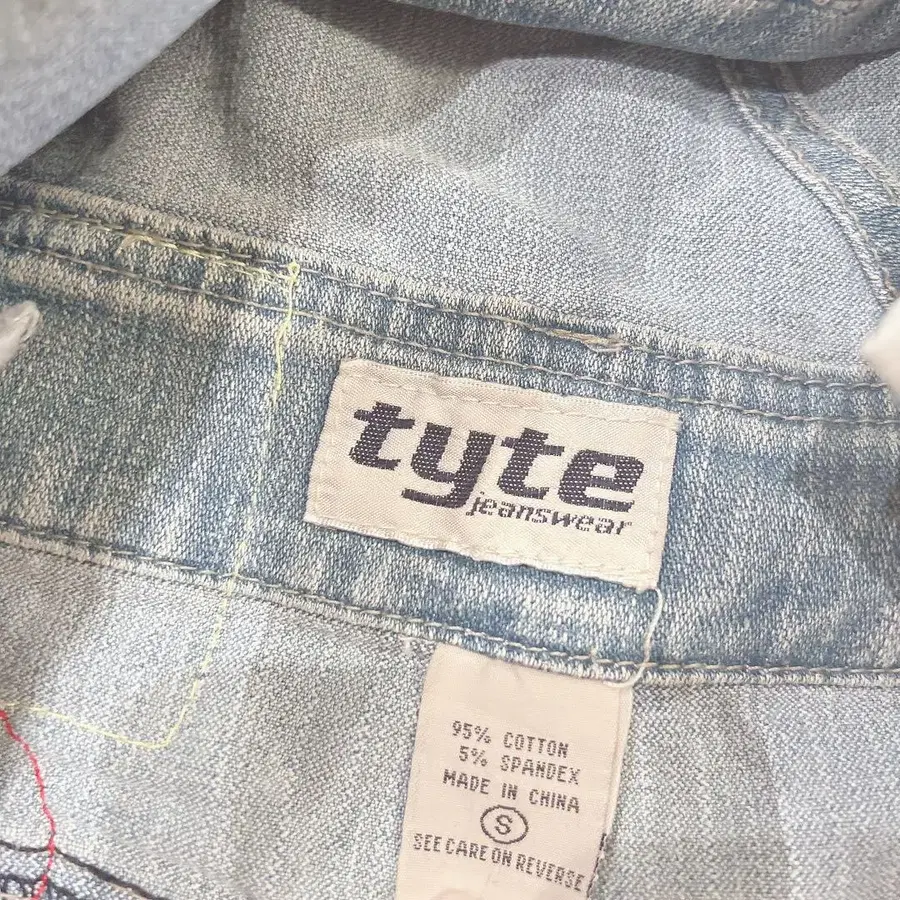 tyte
jeanswear
95% COTTON
5% SPANDEX
MADE IN CHINA
S
SEE CARE ON REVERSE